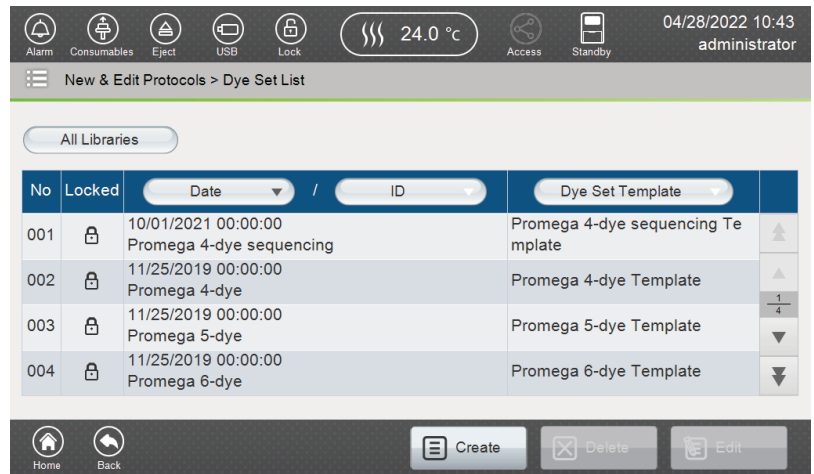 04/28/2022 10:43
24.0 °c
administrator
Alarm Consumables Eject USB Lock Access Standby
New & Edit Protocols > Dye Set List
All Libraries
No Locked Date / ID Dye Set Template
001 10/01/2021 00:00:00 Promega 4-dye sequencing Te
Promega 4-dye sequencing mplate
11/25/2019 00:00:00
002 Promega 4-dye Template
Promega 4-dye
1
4
11/25/2019 00:00:00
003 Promega 5-dye Template
Promega 5-dye
11/25/2019 00:00:00
004 Promega 6-dye Template
Promega 6-dye
Create Delete Edit
Home Back